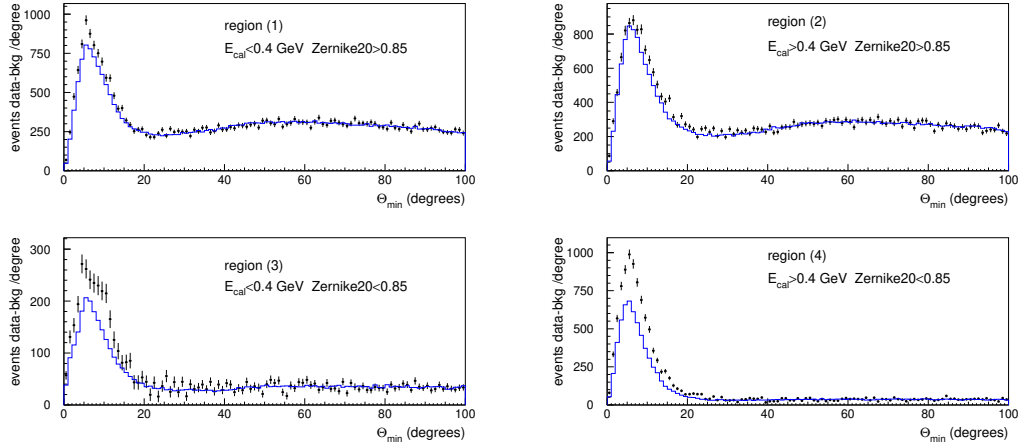 events data-bkg /degree
1000
750
500
250
0
region (1)
E_cal<0.4 GeV Zernike20>0.85
0 20 40 60 80 100
Θ_min (degrees)
events data-bkg /degree
800
600
400
200
0
region (2)
E_cal>0.4 GeV Zernike20>0.85
0 20 40 60 80 100
Θ_min (degrees)
events data-bkg /degree
300
200
100
0
region (3)
E_cal<0.4 GeV Zernike20<0.85
0 20 40 60 80 100
Θ_min (degrees)
events data-bkg /degree
1000
750
500
250
0
region (4)
E_cal>0.4 GeV Zernike20<0.85
0 20 40 60 80 100
Θ_min (degrees)